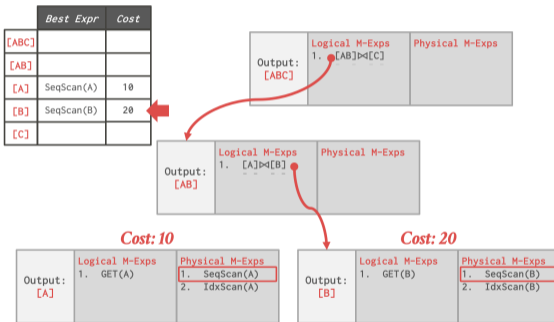 Best Expr Cost
[ABC]
[AB]
[A] SeqScan(A) 10
[B] SeqScan(B) 20
[C]
Output:
[ABC]
Logical M-Exps
1. [AB]⋈[C]
Physical M-Exps
Output:
[AB]
Logical M-Exps
1. [A]⋈[B]
Physical M-Exps
Cost: 10
Output:
[A]
Logical M-Exps
1. GET(A)
Physical M-Exps
1. SeqScan(A)
2. IdxScan(A)
Cost: 20
Output:
[B]
Logical M-Exps
1. GET(B)
Physical M-Exps
1. SeqScan(B)
2. IdxScan(B)